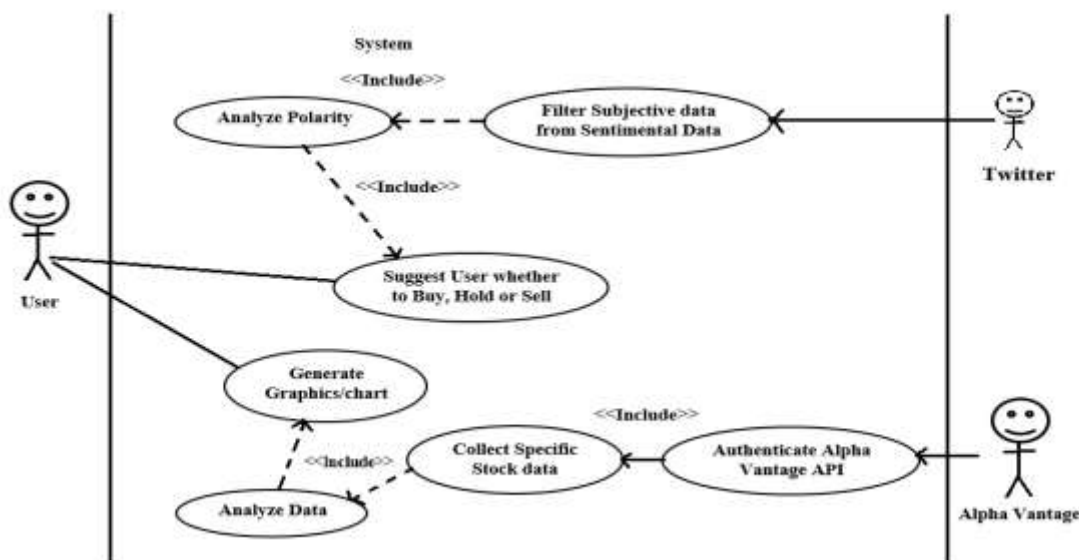 System
<<Include>>
Analyze Polarity
Filter Subjective data
from Sentimental Data
Twitter
<<Include>>
User
Suggest User whether
to Buy, Hold or Sell
Generate
Graphics/chart
<<Include>>
<<Include>>
Collect Specific
Stock data
Authenticate Alpha
Vantage API
Analyze Data
Alpha Vantage